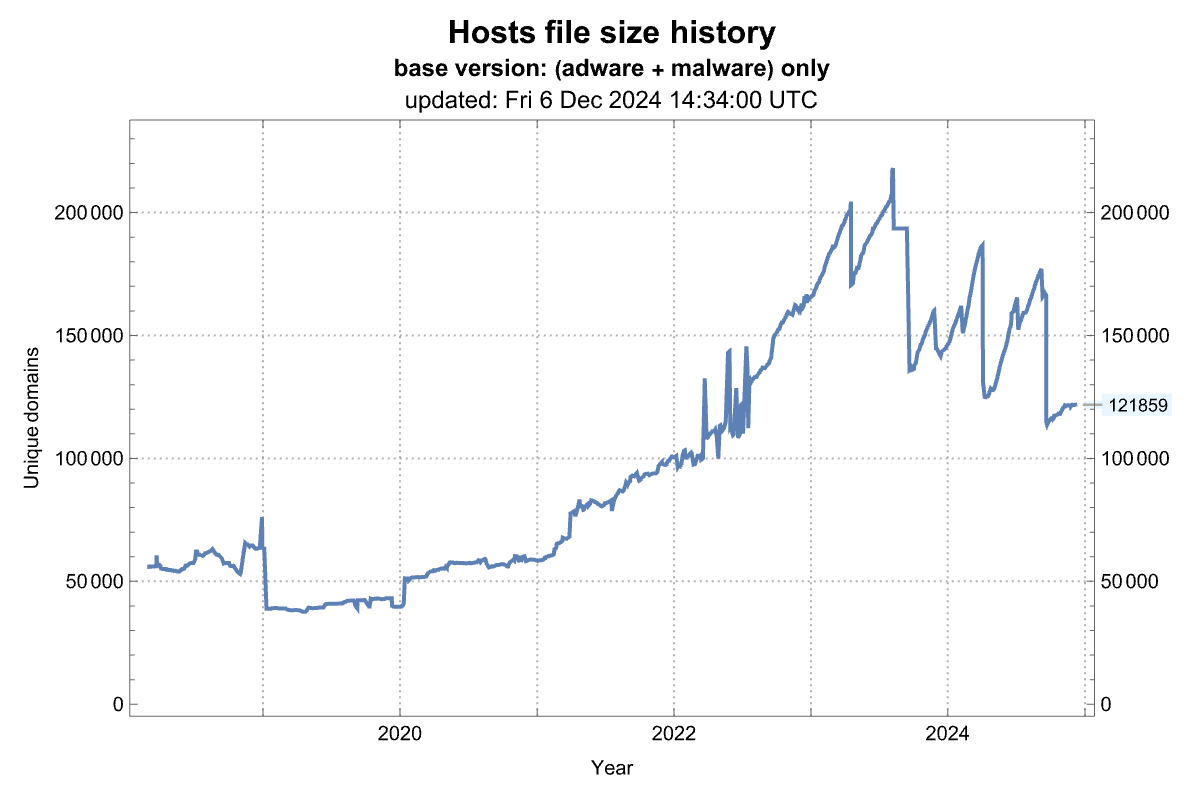 Hosts file size history
base version: (adware + malware) only
updated: Fri 6 Dec 2024 14:34:00 UTC
Unique domains
200 000
150 000
100 000
50 000
0
200 000
150 000
121859
100 000
50 000
0
2020
2022
2024
Year